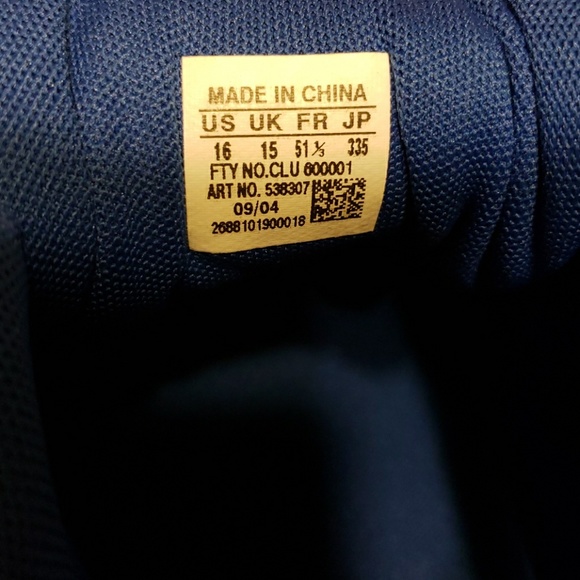 MADE IN CHINA
US UK FR JP
16 15 51⅓ 335
FTY NO.CLU 600001
ART NO. 538307
09/04
2688101900018